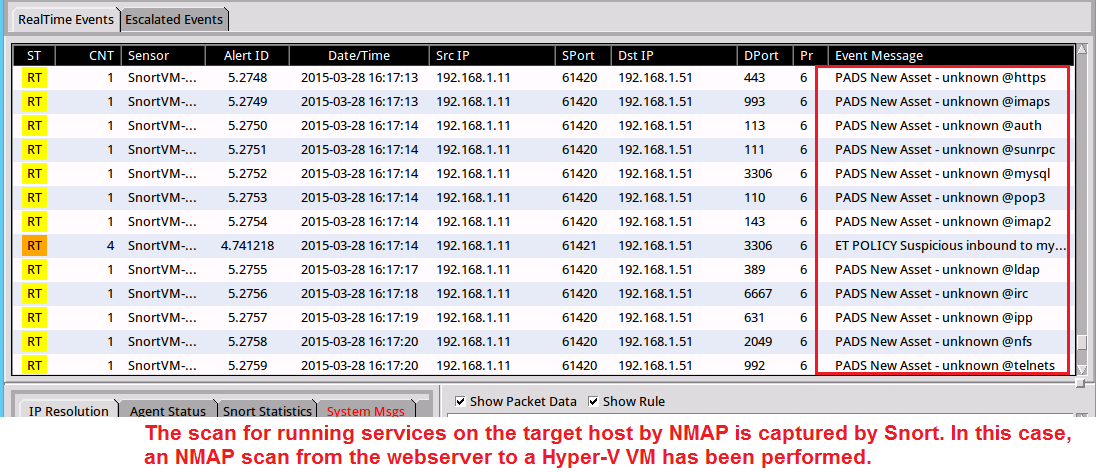 RealTime Events Escalated Events
ST CNT Sensor Alert ID Date/Time Src IP SPort Dst IP DPort Pr Event Message
RT 1 SnortVM-... 5.2748 2015-03-28 16:17:13 192.168.1.11 61420 192.168.1.51 443 6 PADS New Asset - unknown @https
RT 1 SnortVM-... 5.2749 2015-03-28 16:17:13 192.168.1.11 61420 192.168.1.51 993 6 PADS New Asset - unknown @imaps
RT 1 SnortVM-... 5.2750 2015-03-28 16:17:14 192.168.1.11 61420 192.168.1.51 113 6 PADS New Asset - unknown @auth
RT 1 SnortVM-... 5.2751 2015-03-28 16:17:14 192.168.1.11 61420 192.168.1.51 111 6 PADS New Asset - unknown @sunrpc
RT 1 SnortVM-... 5.2752 2015-03-28 16:17:14 192.168.1.11 61420 192.168.1.51 3306 6 PADS New Asset - unknown @mysql
RT 1 SnortVM-... 5.2753 2015-03-28 16:17:14 192.168.1.11 61420 192.168.1.51 110 6 PADS New Asset - unknown @pop3
RT 1 SnortVM-... 5.2754 2015-03-28 16:17:14 192.168.1.11 61420 192.168.1.51 143 6 PADS New Asset - unknown @imap2
RT 4 SnortVM-... 4.741218 2015-03-28 16:17:14 192.168.1.11 61421 192.168.1.51 3306 6 ET POLICY Suspicious inbound to my...
RT 1 SnortVM-... 5.2755 2015-03-28 16:17:17 192.168.1.11 61420 192.168.1.51 389 6 PADS New Asset - unknown @ldap
RT 1 SnortVM-... 5.2756 2015-03-28 16:17:18 192.168.1.11 61420 192.168.1.51 6667 6 PADS New Asset - unknown @irc
RT 1 SnortVM-... 5.2757 2015-03-28 16:17:19 192.168.1.11 61420 192.168.1.51 631 6 PADS New Asset - unknown @ipp
RT 1 SnortVM-... 5.2758 2015-03-28 16:17:20 192.168.1.11 61420 192.168.1.51 2049 6 PADS New Asset - unknown @nfs
RT 1 SnortVM-... 5.2759 2015-03-28 16:17:20 192.168.1.11 61420 192.168.1.51 992 6 PADS New Asset - unknown @telnets
IP Resolution Agent Status Snort Statistics System Msgs Show Packet Data Show Rule
The scan for running services on the target host by NMAP is captured by Snort. In this case,
an NMAP scan from the webserver to a Hyper-V VM has been performed.